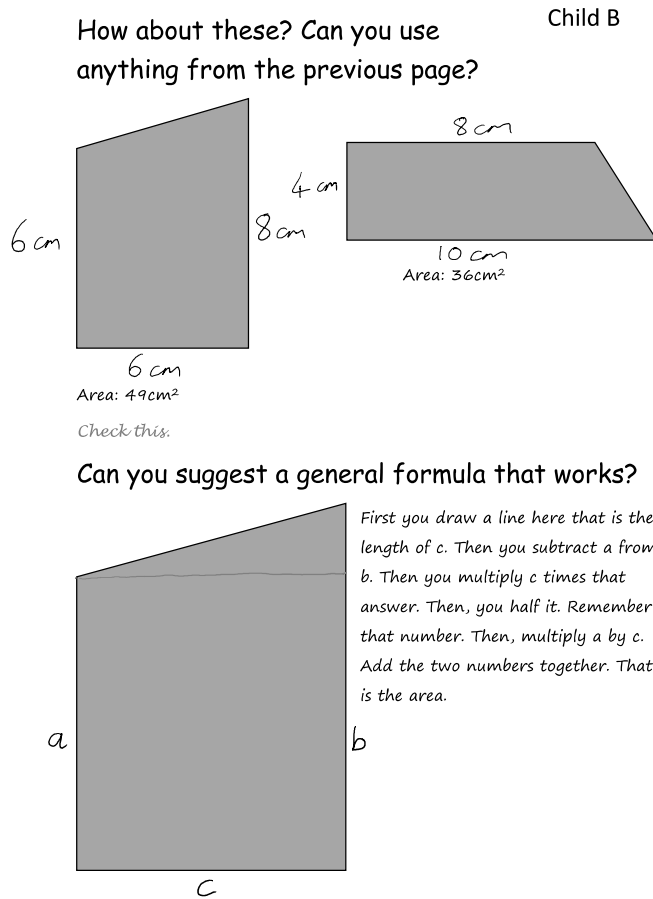 Child B
How about these? Can you use
anything from the previous page?
8 cm
4 cm
6 cm
8 cm
10 cm
Area: 36cm²
6 cm
Area: 49cm²
Check this.
Can you suggest a general formula that works?
First you draw a line here that is the
length of c. Then you subtract a from
b. Then you multiply c times that
answer. Then, you half it. Remember
that number. Then, multiply a by c.
Add the two numbers together. That
is the area.
a
b
c